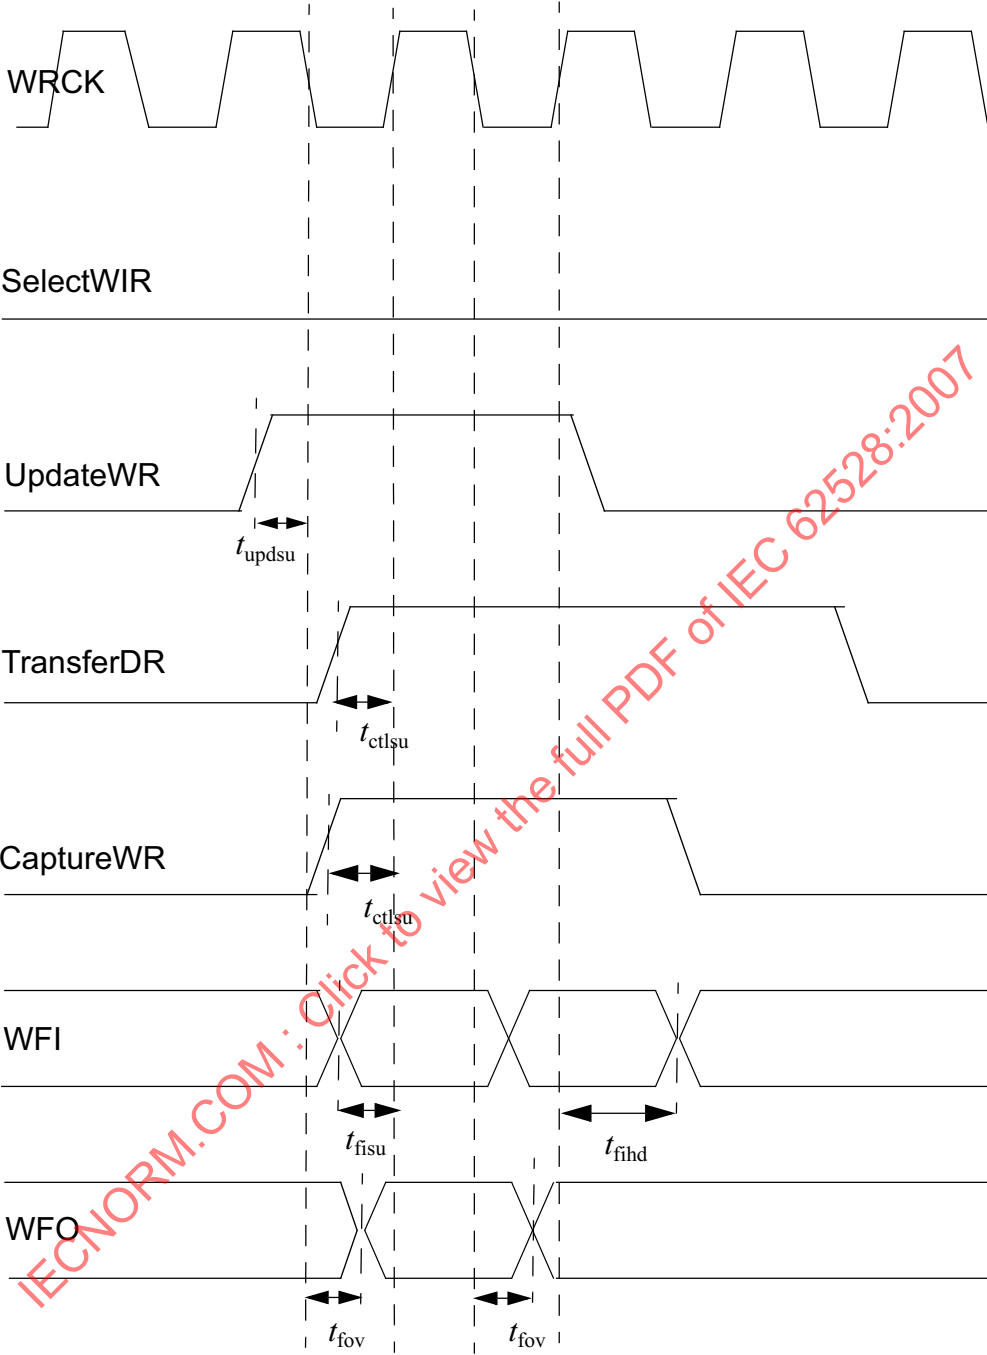 WRCK
SelectWIR
UpdateWR
tupdsu
TransferDR
tctlsu
CaptureWR
tctlsu
WFI
tfisu
tfihd
WFO
tfov
tfov
IECNORM.COM : Click to view the full PDF of IEC 62528:2007